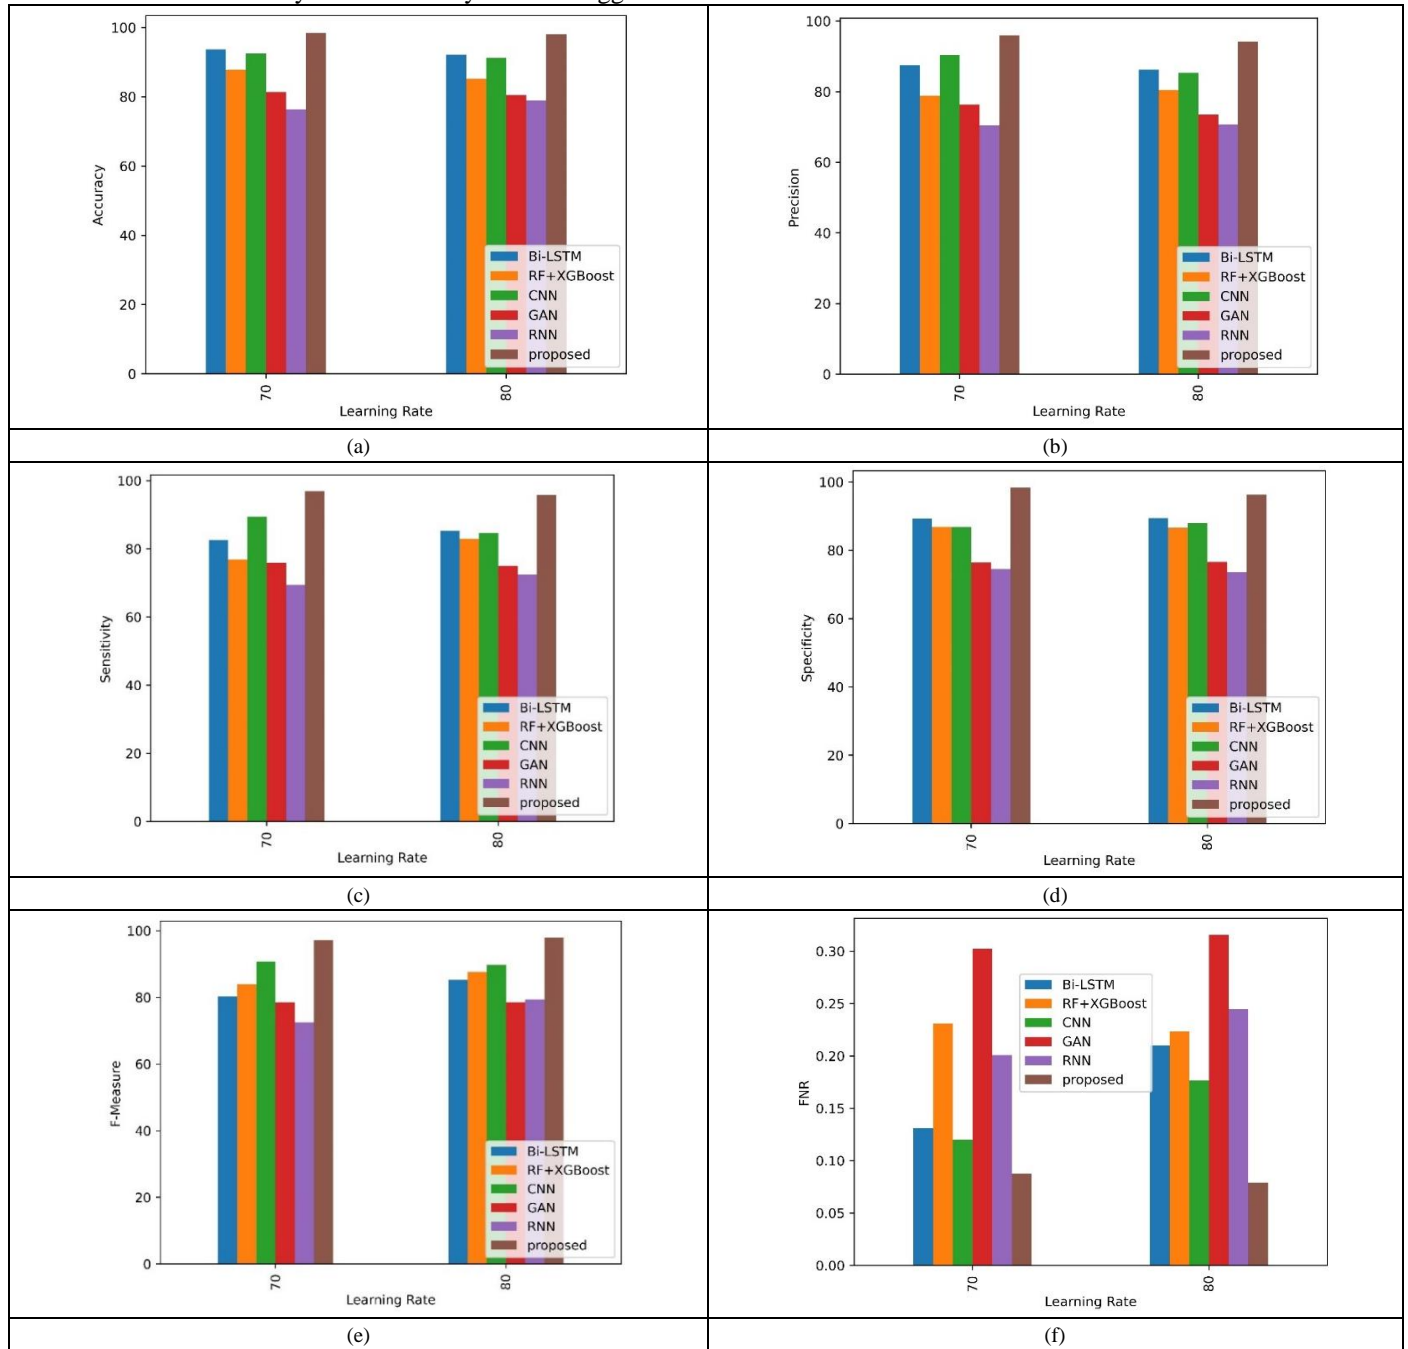 100
80
60
40
20
0
Accuracy
Bi-LSTM
RF+XGBoost
CNN
GAN
RNN
proposed
70
80
Learning Rate
(a)
100
80
60
40
20
0
Precision
Bi-LSTM
RF+XGBoost
CNN
GAN
RNN
proposed
70
80
Learning Rate
(b)
100
80
60
40
20
0
Sensitivity
Bi-LSTM
RF+XGBoost
CNN
GAN
RNN
proposed
70
80
Learning Rate
(c)
100
80
60
40
20
0
Specificity
Bi-LSTM
RF+XGBoost
CNN
GAN
RNN
proposed
70
80
Learning Rate
(d)
100
80
60
40
20
0
F-Measure
Bi-LSTM
RF+XGBoost
CNN
GAN
RNN
proposed
70
80
Learning Rate
(e)
0.30
0.25
0.20
0.15
0.10
0.05
0.00
FNR
Bi-LSTM
RF+XGBoost
CNN
GAN
RNN
proposed
70
80
Learning Rate
(f)